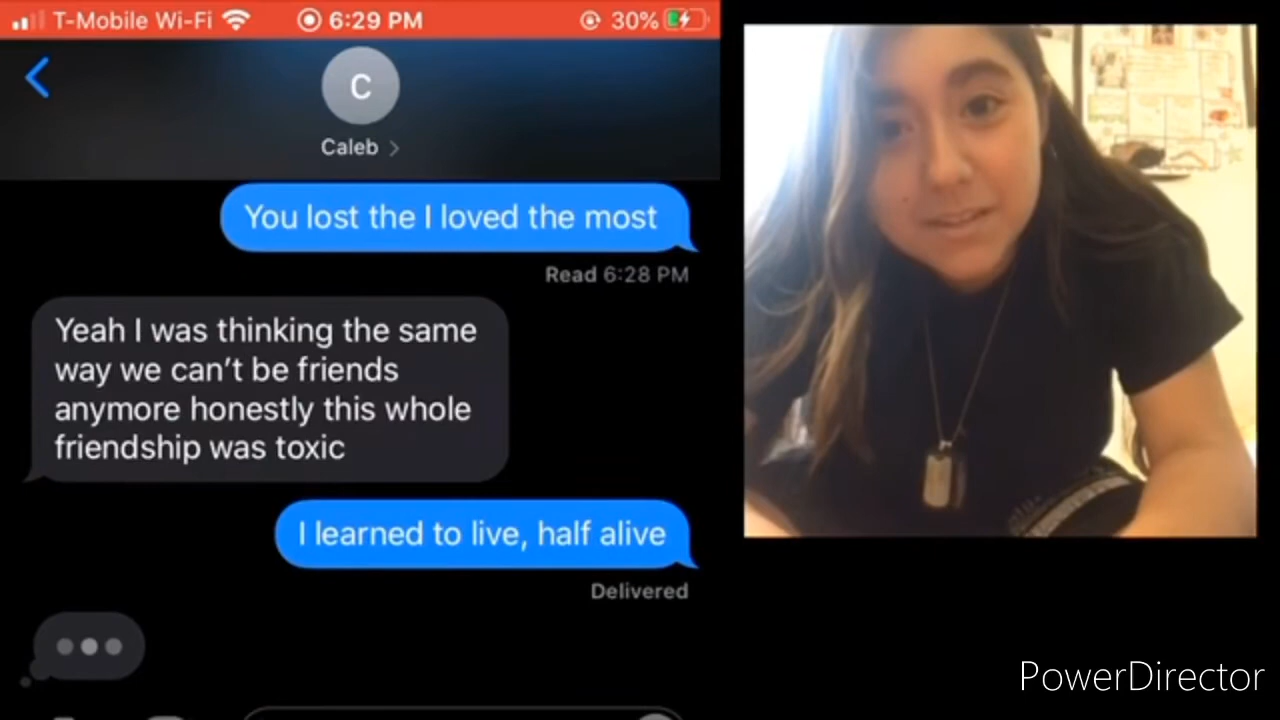 T-Mobile Wi-Fi 6:29 PM 30%
C
Caleb
You lost the I loved the most
Read 6:28 PM
Yeah I was thinking the same
way we can't be friends
anymore honestly this whole
friendship was toxic
I learned to live, half alive
Delivered
PowerDirector